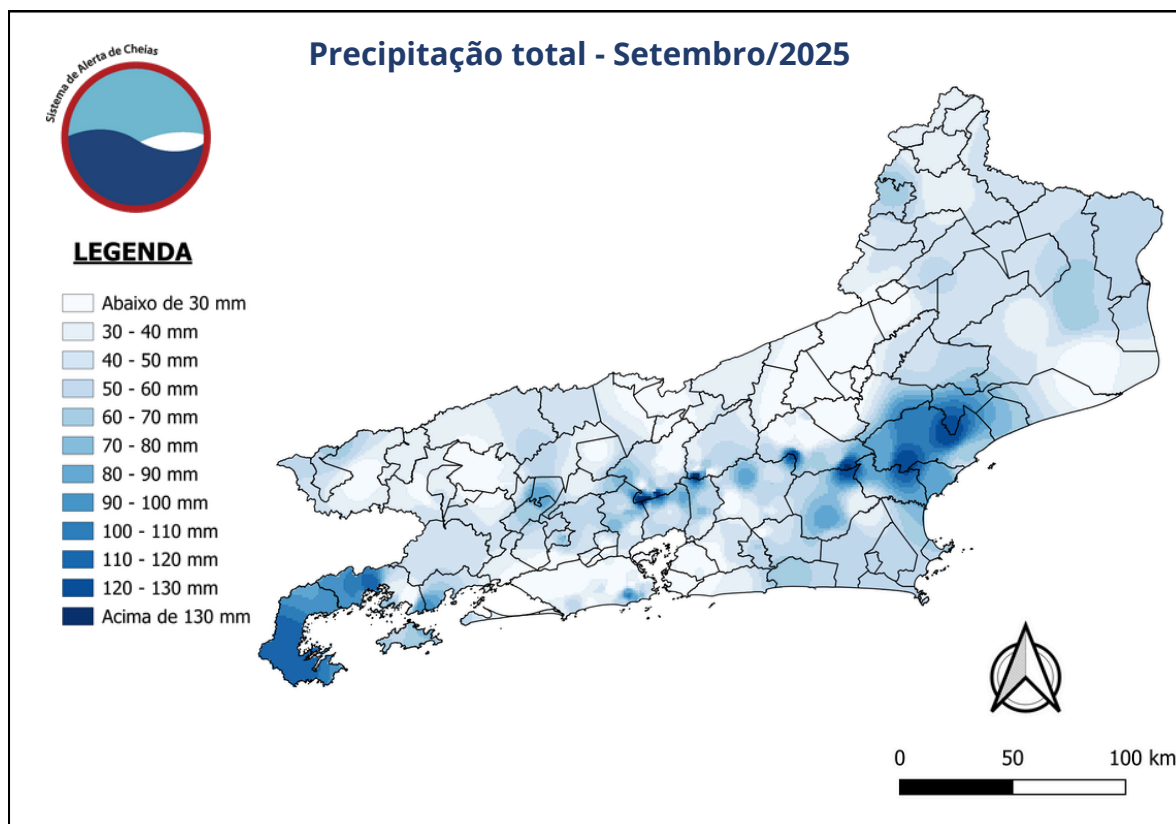 Sistema de Alerta de Cheias
Precipitação total - Setembro/2025
LEGENDA
Abaixo de 30 mm
30 - 40 mm
40 - 50 mm
50 - 60 mm
60 - 70 mm
70 - 80 mm
80 - 90 mm
90 - 100 mm
100 - 110 mm
110 - 120 mm
120 - 130 mm
Acima de 130 mm
0 50 100 km